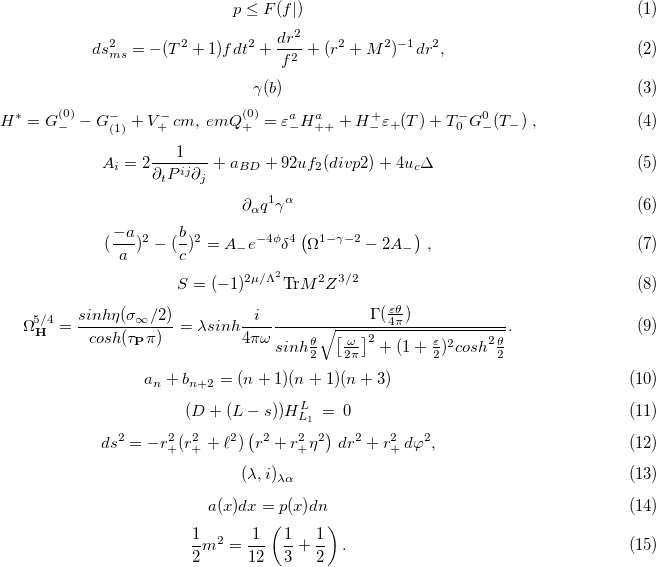 $p \leq F(f|)$ (1)
$ds^2_{ms} = -(T^2+1)fdt^2 + \frac{dr^2}{f^2} + (r^2+M^2)^{-1}dr^2,$ (2)
$\gamma(b)$ (3)
$H^* = G^{(0)}_{-} - G^{-}_{(1)} + V^{-}_{+}cm,\ emQ^{(0)}_{+} = \varepsilon^a_{-}H^a_{++} + H^{+}_{-}\varepsilon_{+}(T) + T^{-}_{0}G^{0}_{-}(T_{-})\ ,$ (4)
$A_i = 2\frac{1}{\partial_t P^{ij}\partial_j} + a_{BD} + 92uf_2(divp2) + 4u_c\Delta$ (5)
$\partial_\alpha q^1\gamma^\alpha$ (6)
$(\frac{-a}{a})^2 - (\frac{b}{c})^2 = A_{-}e^{-4\phi}\delta^4\left(\Omega^{1-\gamma-2} - 2A_{-}\right)\ ,$ (7)
$S = (-1)^{2\mu/\Lambda^2}\mathrm{Tr}M^2Z^{3/2}$ (8)
$\Omega^{5/4}_{\mathbf{H}} = \frac{sinh\eta(\sigma_\infty/2)}{cosh(\tau_{\mathbf{P}}\pi)} = \lambda sinh\frac{i}{4\pi\omega}\frac{\Gamma(\frac{\varepsilon\theta}{4\pi})}{sinh\frac{\theta}{2}\sqrt{\left[\frac{\omega}{2\pi}\right]^2 + (1+\frac{\varepsilon}{2})^2cosh^2\frac{\theta}{2}}}.$ (9)
$a_n + b_{n+2} = (n+1)(n+1)(n+3)$ (10)
$(D + (L-s))H^L_{L_1}\ =\ 0$ (11)
$ds^2 = -r^2_+(r^2_+ + \ell^2)\left(r^2 + r^2_+\eta^2\right)\,dr^2 + r^2_+\,d\varphi^2,$ (12)
$(\lambda, i)_{\lambda\alpha}$ (13)
$a(x)dx = p(x)dn$ (14)
$\frac{1}{2}m^2 = \frac{1}{12}\left(\frac{1}{3} + \frac{1}{2}\right).$ (15)